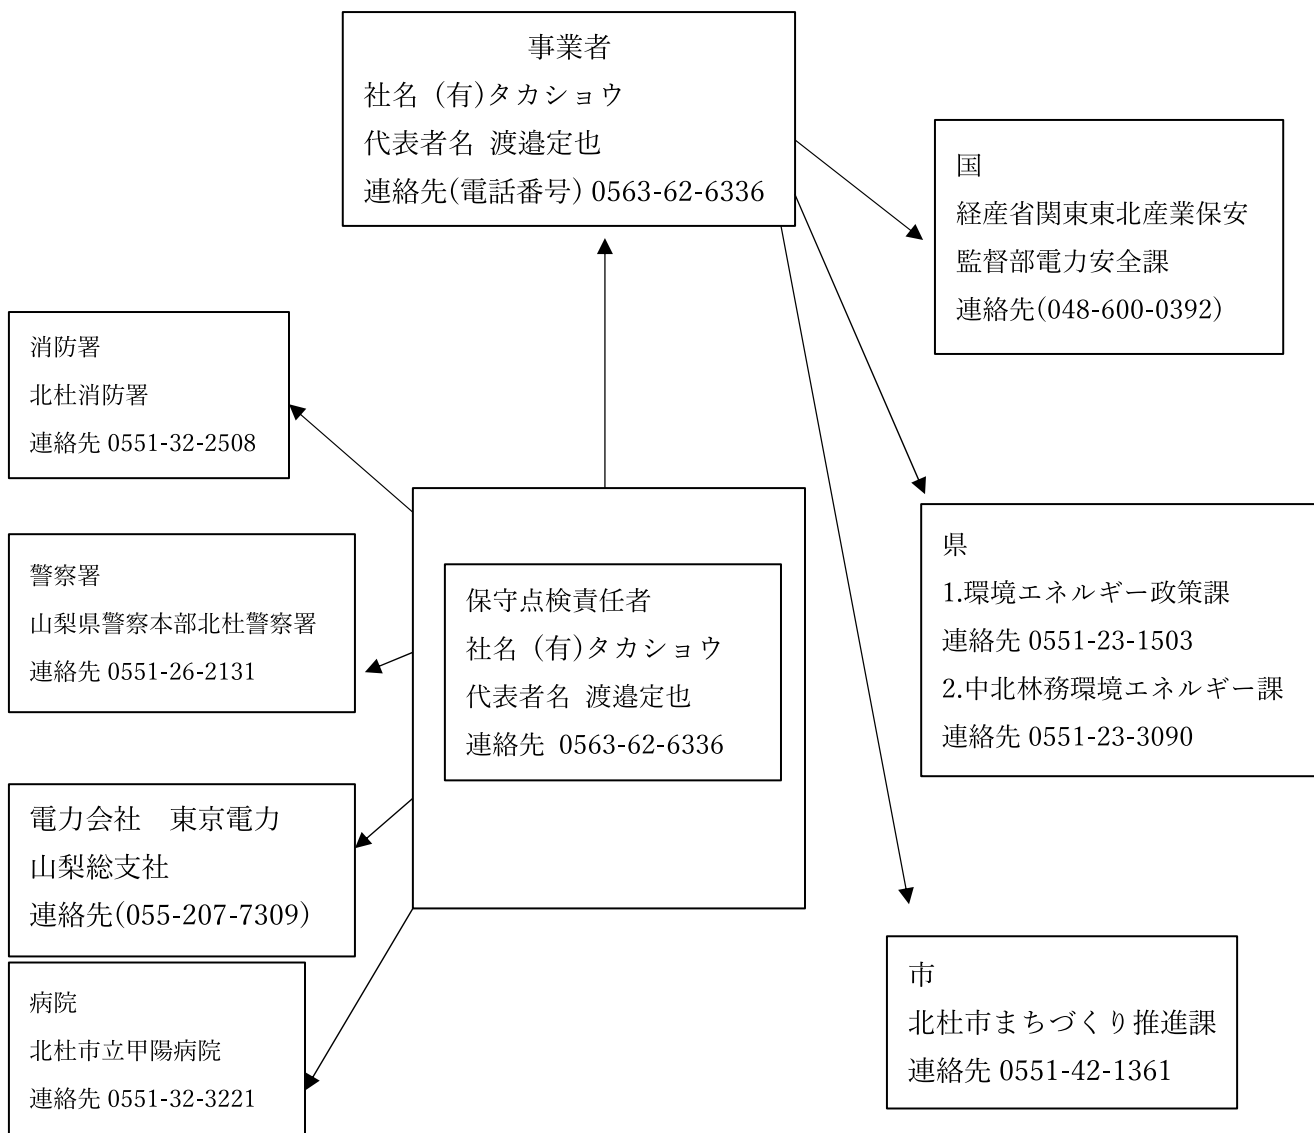 事業者
社名 (有)タカショウ
代表者名 渡邉定也
連絡先(電話番号) 0563-62-6336
国
経産省関東東北産業保安
監督部電力安全課
連絡先(048-600-0392)
消防署
北杜消防署
連絡先 0551-32-2508
警察署
山梨県警察本部北杜警察署
連絡先 0551-26-2131
保守点検責任者
社名 (有)タカショウ
代表者名 渡邉定也
連絡先 0563-62-6336
県
1.環境エネルギー政策課
連絡先 0551-23-1503
2.中北林務環境エネルギー課
連絡先 0551-23-3090
電力会社　東京電力
山梨総支社
連絡先(055-207-7309)
病院
北杜市立甲陽病院
連絡先 0551-32-3221
市
北杜市まちづくり推進課
連絡先 0551-42-1361